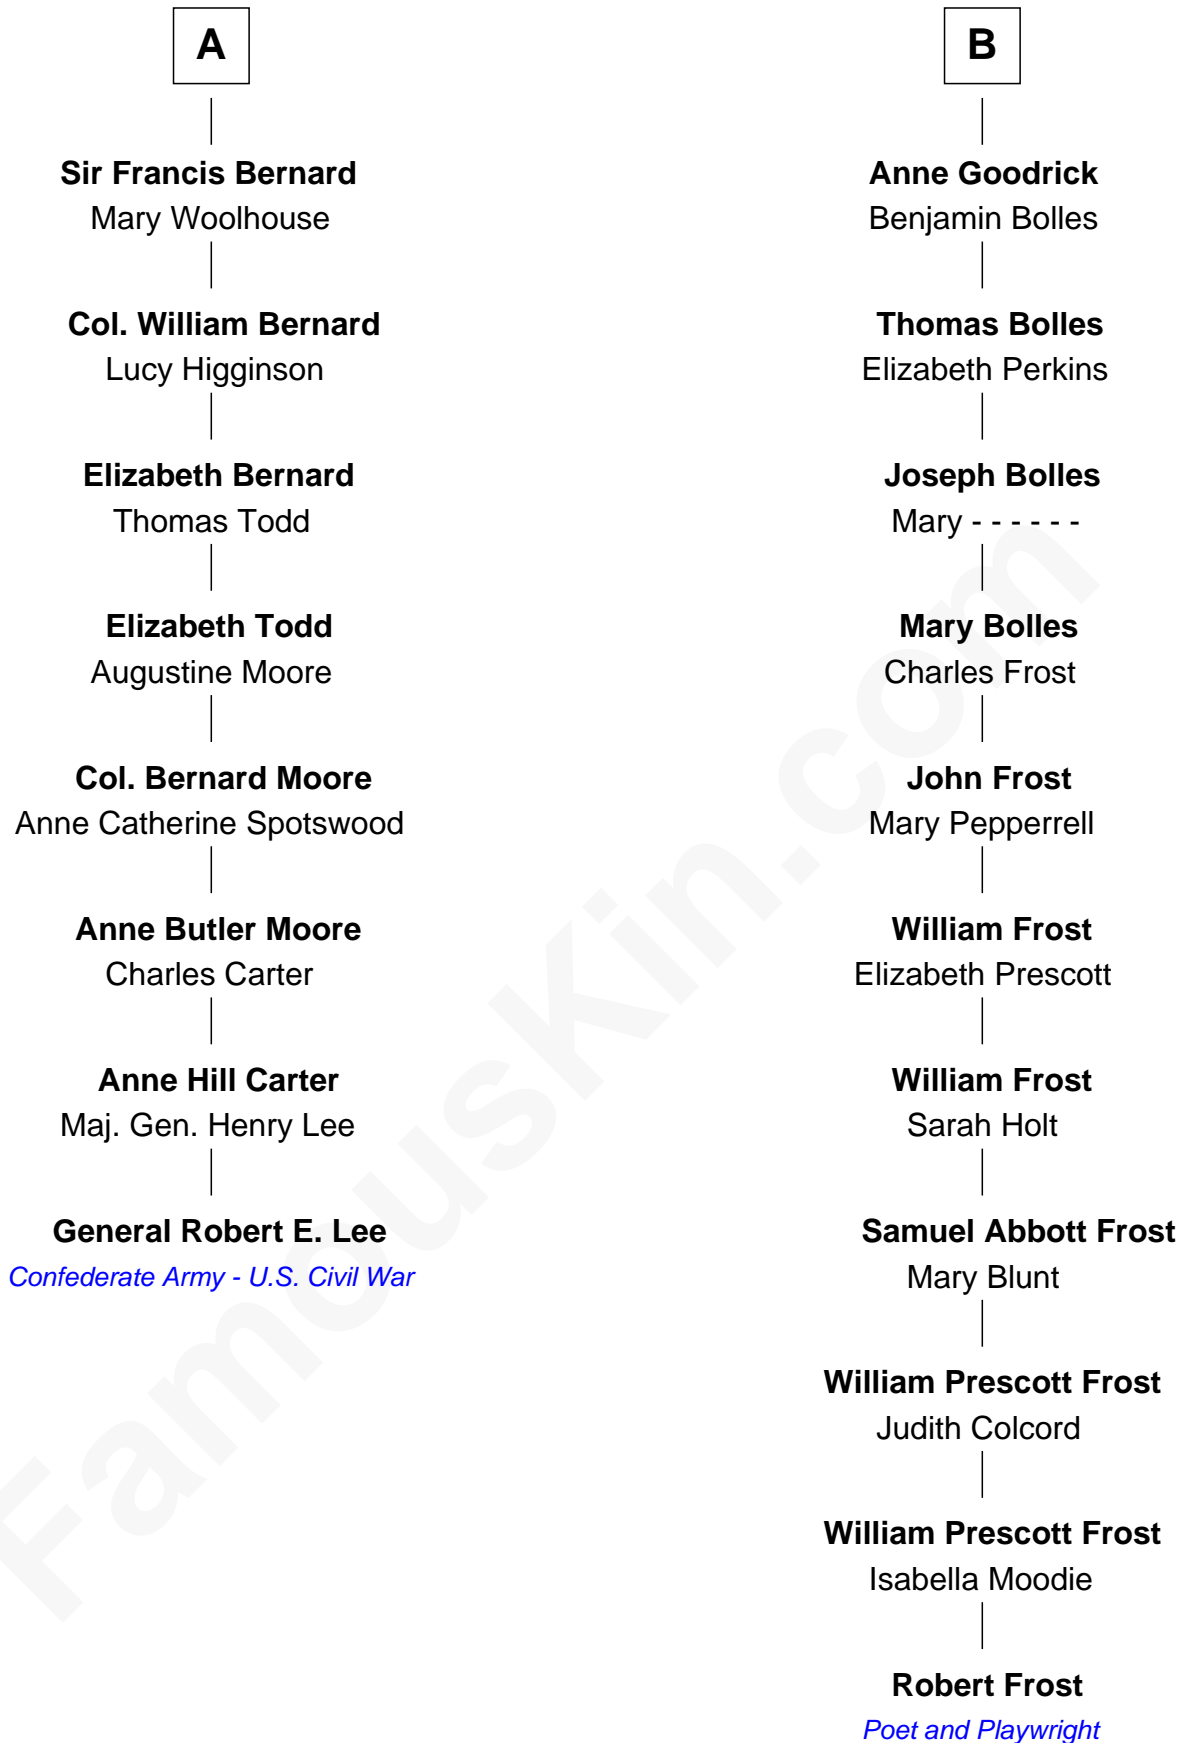 A
Sir Francis Bernard
Mary Woolhouse
Col. William Bernard
Lucy Higginson
Elizabeth Bernard
Thomas Todd
Elizabeth Todd
Augustine Moore
Col. Bernard Moore
Anne Catherine Spotswood
Anne Butler Moore
Charles Carter
Anne Hill Carter
Maj. Gen. Henry Lee
General Robert E. Lee
Confederate Army - U.S. Civil War
B
Anne Goodrick
Benjamin Bolles
Thomas Bolles
Elizabeth Perkins
Joseph Bolles
Mary - - - - - -
Mary Bolles
Charles Frost
John Frost
Mary Pepperrell
William Frost
Elizabeth Prescott
William Frost
Sarah Holt
Samuel Abbott Frost
Mary Blunt
William Prescott Frost
Judith Colcord
William Prescott Frost
Isabella Moodie
Robert Frost
Poet and Playwright
FamousKin.com